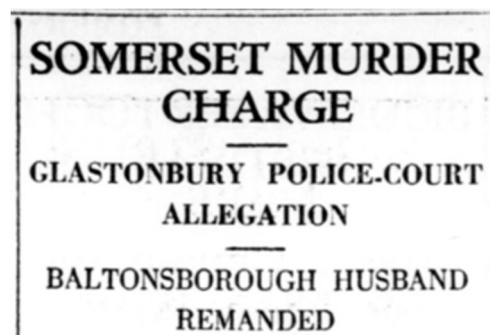 SOMERSET MURDER
CHARGE
GLASTONBURY POLICE-COURT
ALLEGATION
BALTONSBOROUGH HUSBAND
REMANDED